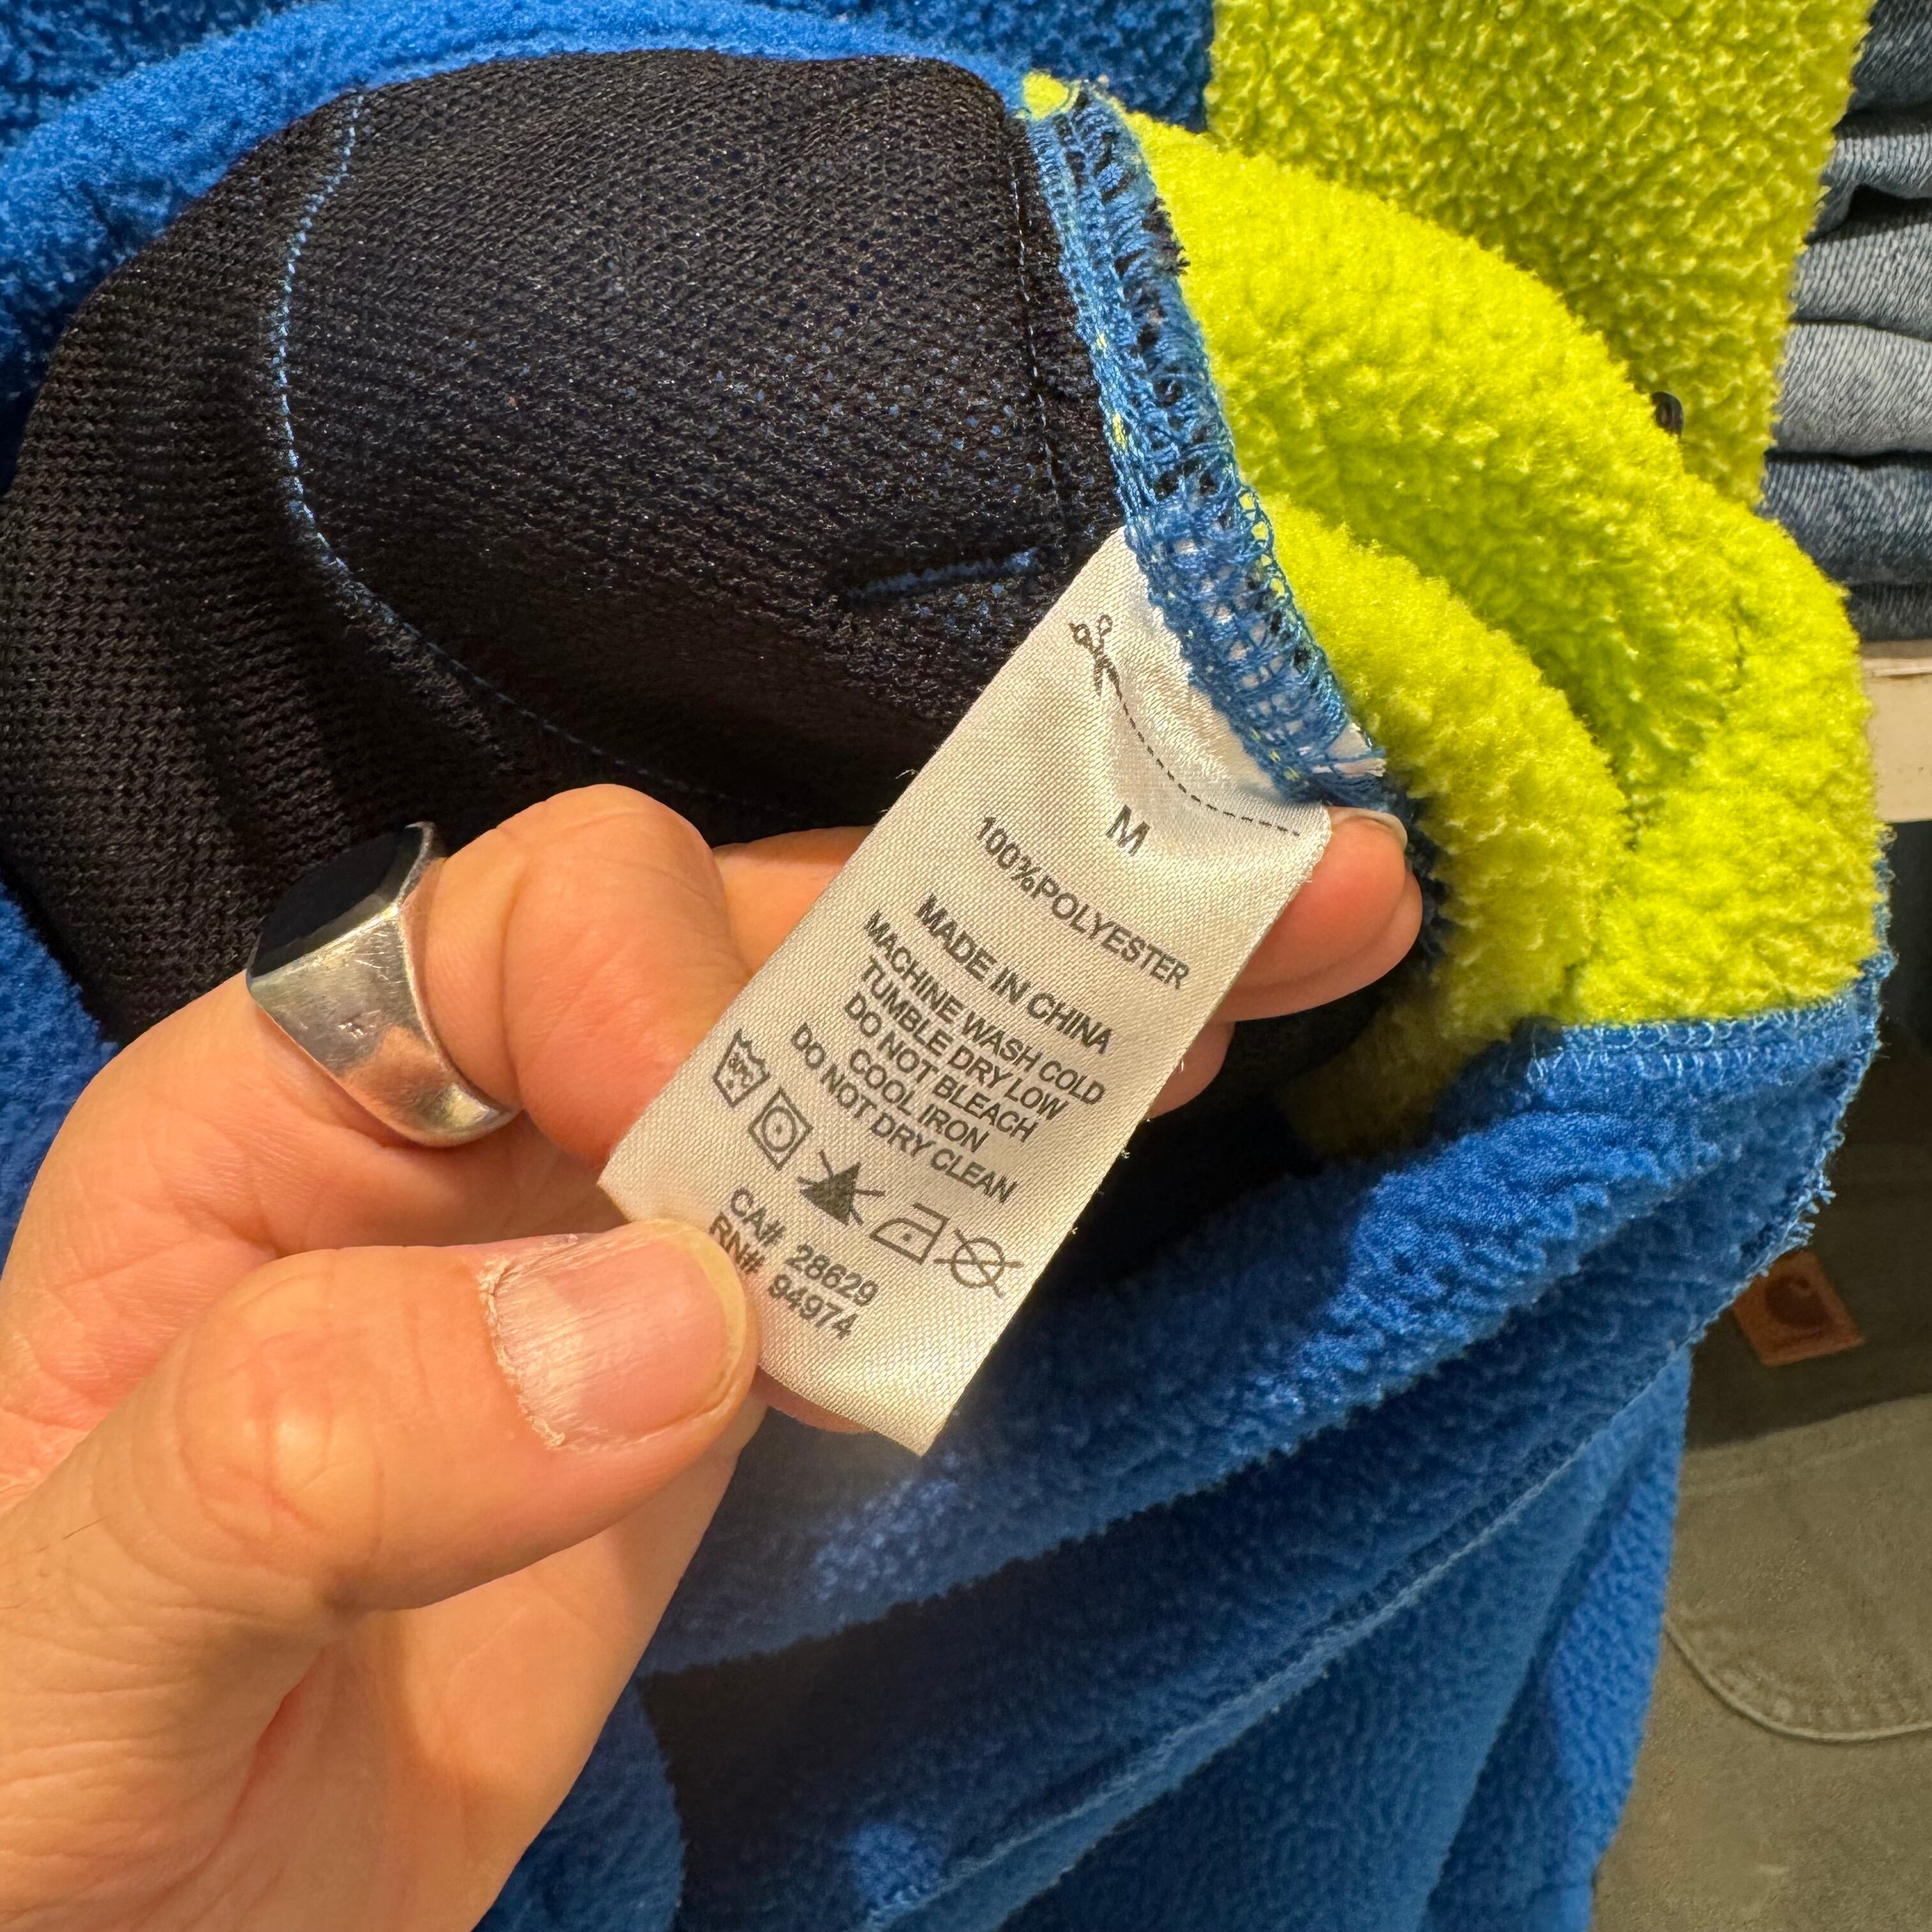 M
100%POLYESTER
MADE IN CHINA
MACHINE WASH COLD
TUMBLE DRY LOW
DO NOT BLEACH
COOL IRON
DO NOT DRY CLEAN
CA# 28629
RN# 94974